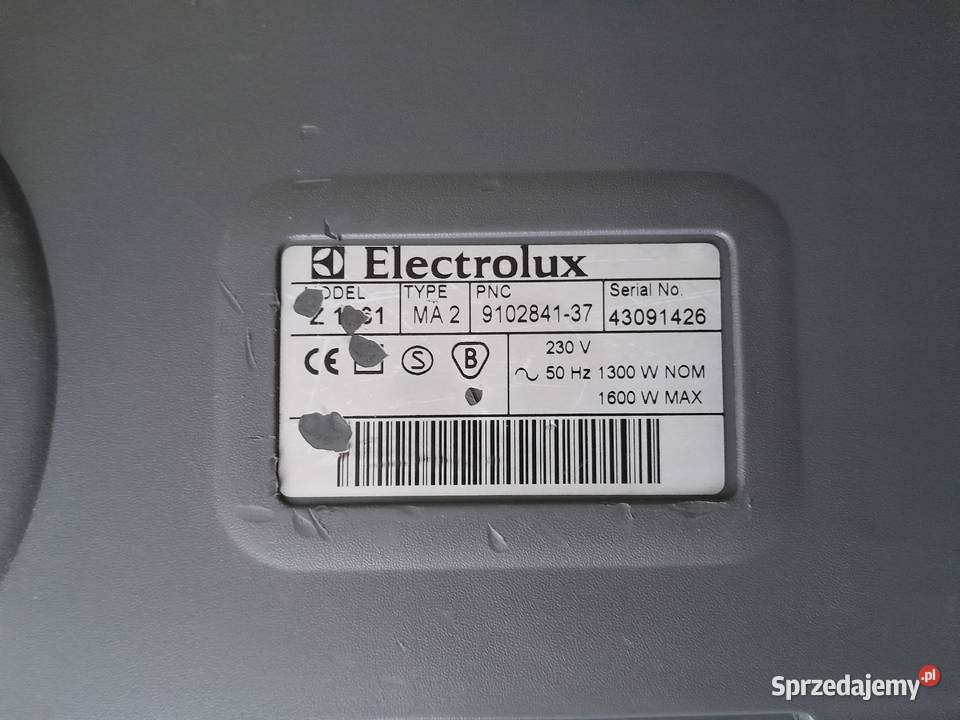 Electrolux
TYPE PNC Serial No.
MA 2 9102841-37 43091426
CE S B
230 V
50 Hz 1300 W NOM
1600 W MAX
Sprzedajemy.pl